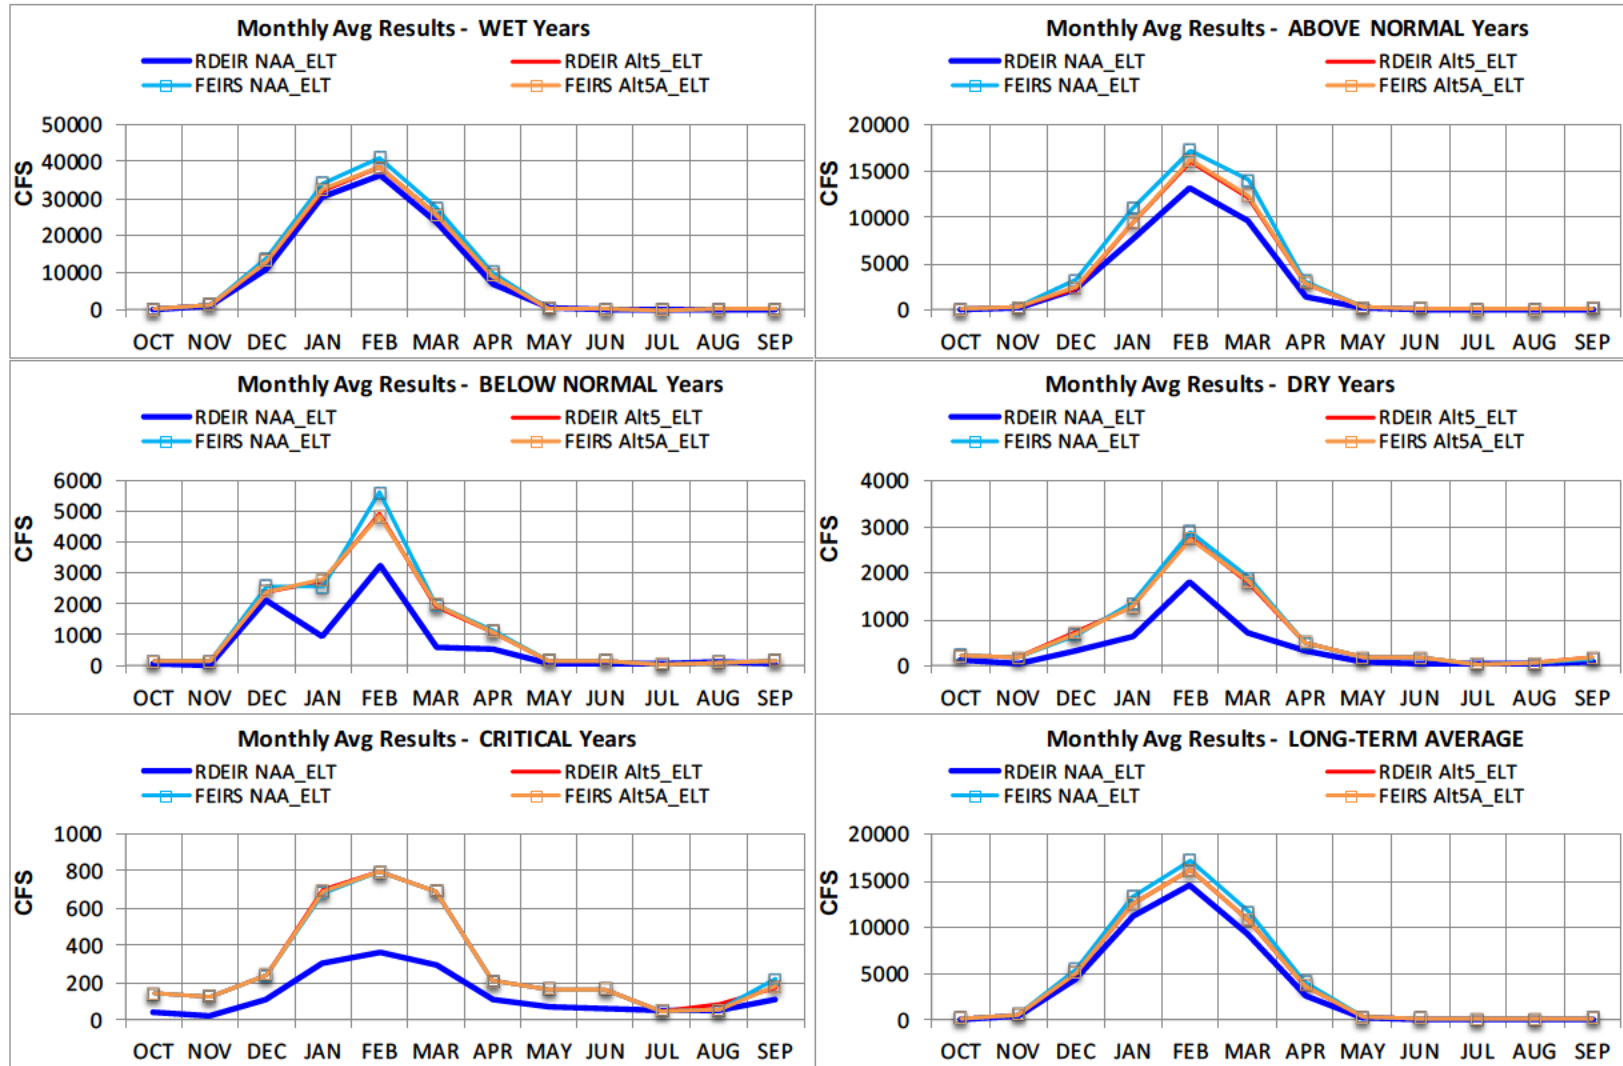 Monthly Avg Results - WET Years
RDEIR NAA_ELT RDEIR Alt5_ELT
FEIRS NAA_ELT FEIRS Alt5A_ELT
50000
40000
30000
20000
10000
0
CFS
OCT NOV DEC JAN FEB MAR APR MAY JUN JUL AUG SEP
Monthly Avg Results - ABOVE NORMAL Years
RDEIR NAA_ELT RDEIR Alt5_ELT
FEIRS NAA_ELT FEIRS Alt5A_ELT
20000
15000
10000
5000
0
CFS
OCT NOV DEC JAN FEB MAR APR MAY JUN JUL AUG SEP
Monthly Avg Results - BELOW NORMAL Years
RDEIR NAA_ELT RDEIR Alt5_ELT
FEIRS NAA_ELT FEIRS Alt5A_ELT
6000
5000
4000
3000
2000
1000
0
CFS
OCT NOV DEC JAN FEB MAR APR MAY JUN JUL AUG SEP
Monthly Avg Results - DRY Years
RDEIR NAA_ELT RDEIR Alt5_ELT
FEIRS NAA_ELT FEIRS Alt5A_ELT
4000
3000
2000
1000
0
CFS
OCT NOV DEC JAN FEB MAR APR MAY JUN JUL AUG SEP
Monthly Avg Results - CRITICAL Years
RDEIR NAA_ELT RDEIR Alt5_ELT
FEIRS NAA_ELT FEIRS Alt5A_ELT
1000
800
600
400
200
0
CFS
OCT NOV DEC JAN FEB MAR APR MAY JUN JUL AUG SEP
Monthly Avg Results - LONG-TERM AVERAGE
RDEIR NAA_ELT RDEIR Alt5_ELT
FEIRS NAA_ELT FEIRS Alt5A_ELT
20000
15000
10000
5000
0
CFS
OCT NOV DEC JAN FEB MAR APR MAY JUN JUL AUG SEP